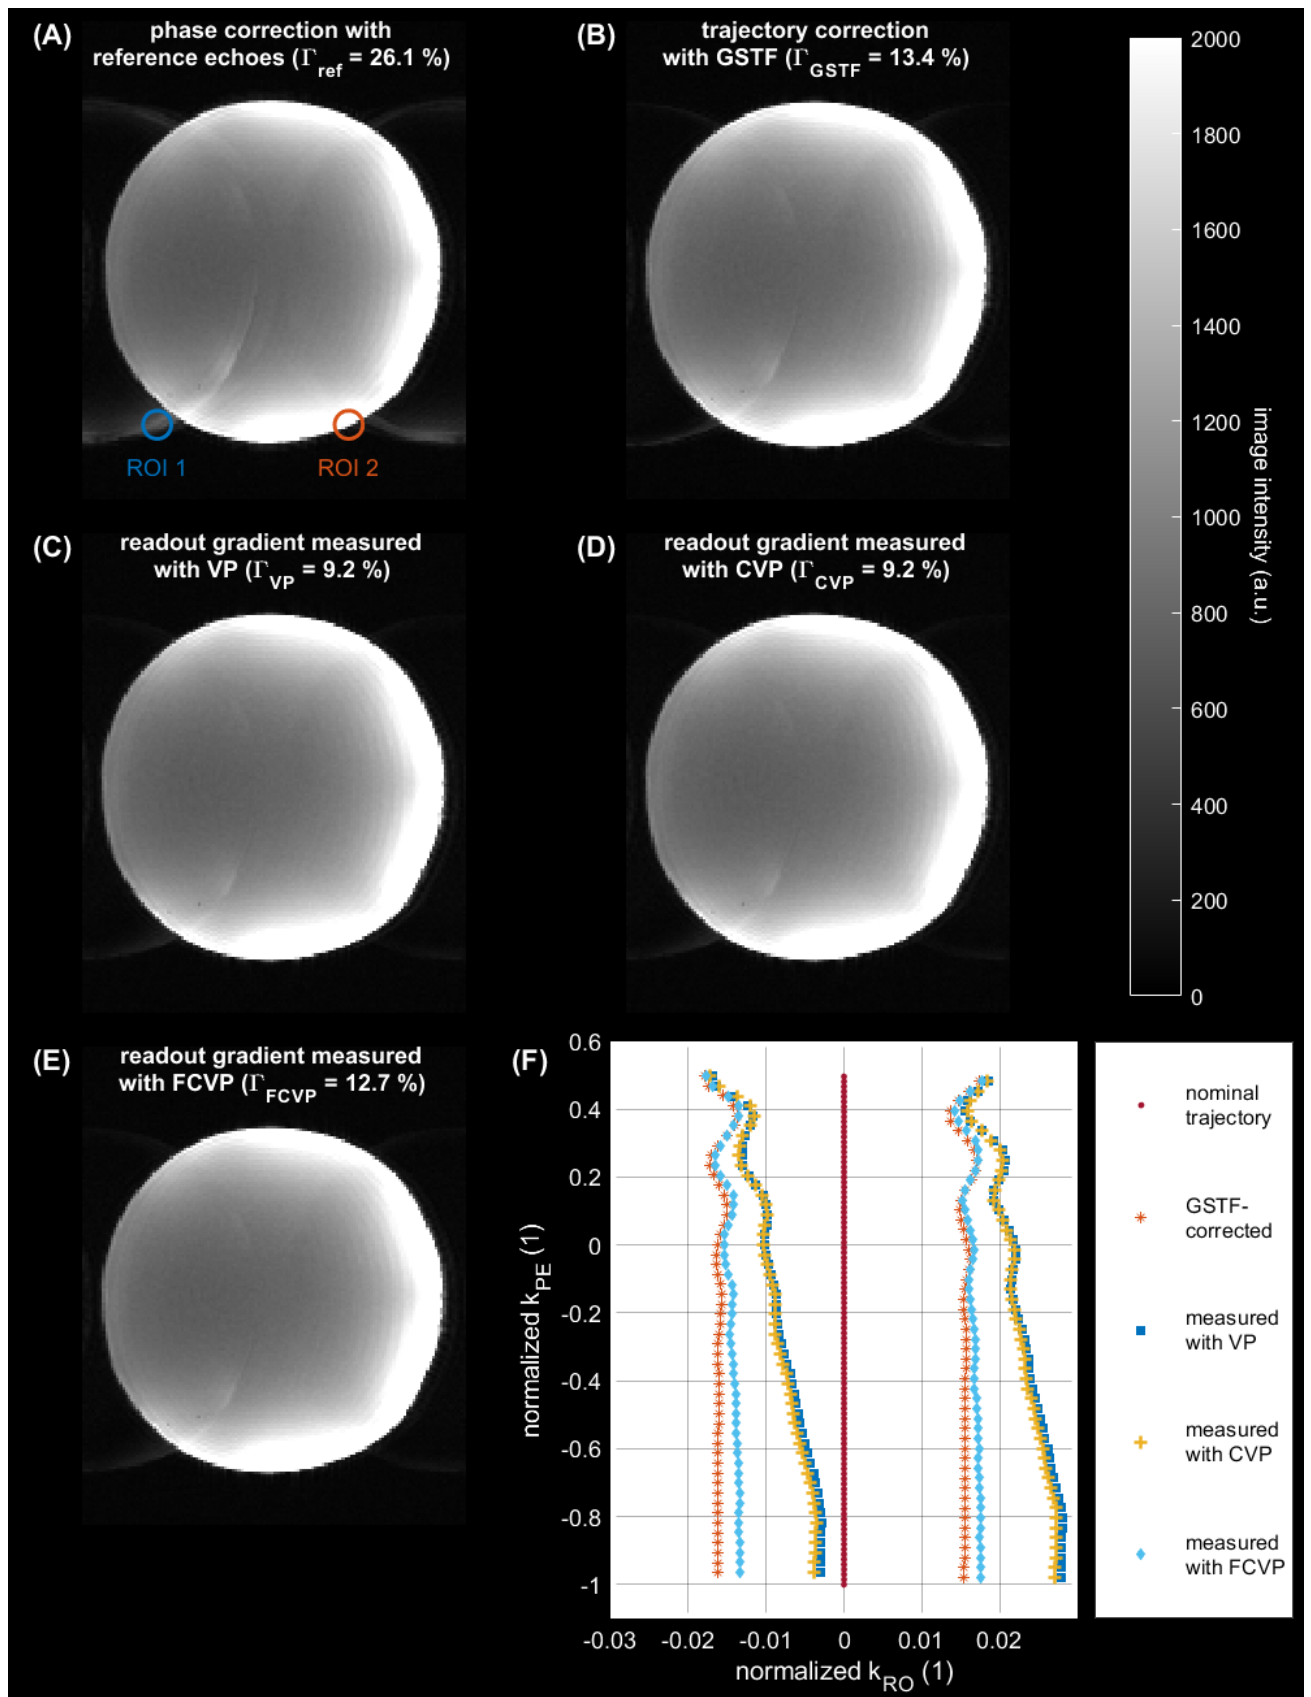 (A)
phase correction with
reference echoes (Γref = 26.1 %)
(B)
trajectory correction
with GSTF (ΓGSTF = 13.4 %)
ROI 1
ROI 2
2000
1800
1600
1400
1200
1000
800
600
400
200
0
image intensity (a.u.)
(C)
readout gradient measured
with VP (ΓVP = 9.2 %)
(D)
readout gradient measured
with CVP (ΓCVP = 9.2 %)
(E)
readout gradient measured
with FCVP (ΓFCVP = 12.7 %)
(F)
0.6
0.4
0.2
0
-0.2
-0.4
-0.6
-0.8
-1
normalized kPE (1)
-0.03
-0.02
-0.01
0
0.01
0.02
normalized kRO (1)
nominal
trajectory
GSTF-
corrected
measured
with VP
measured
with CVP
measured
with FCVP